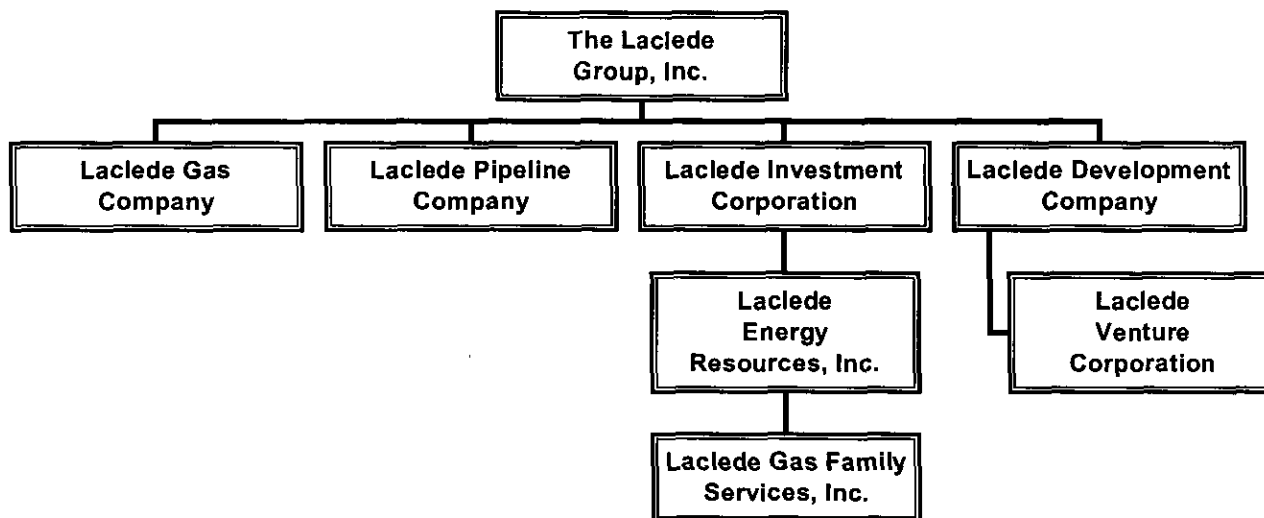 The Laclede
Group, Inc.
Laclede Gas
Company
Laclede Pipeline
Company
Laclede Investment
Corporation
Laclede Development
Company
Laclede
Energy
Resources, Inc.
Laclede
Venture
Corporation
Laclede Gas Family
Services, Inc.